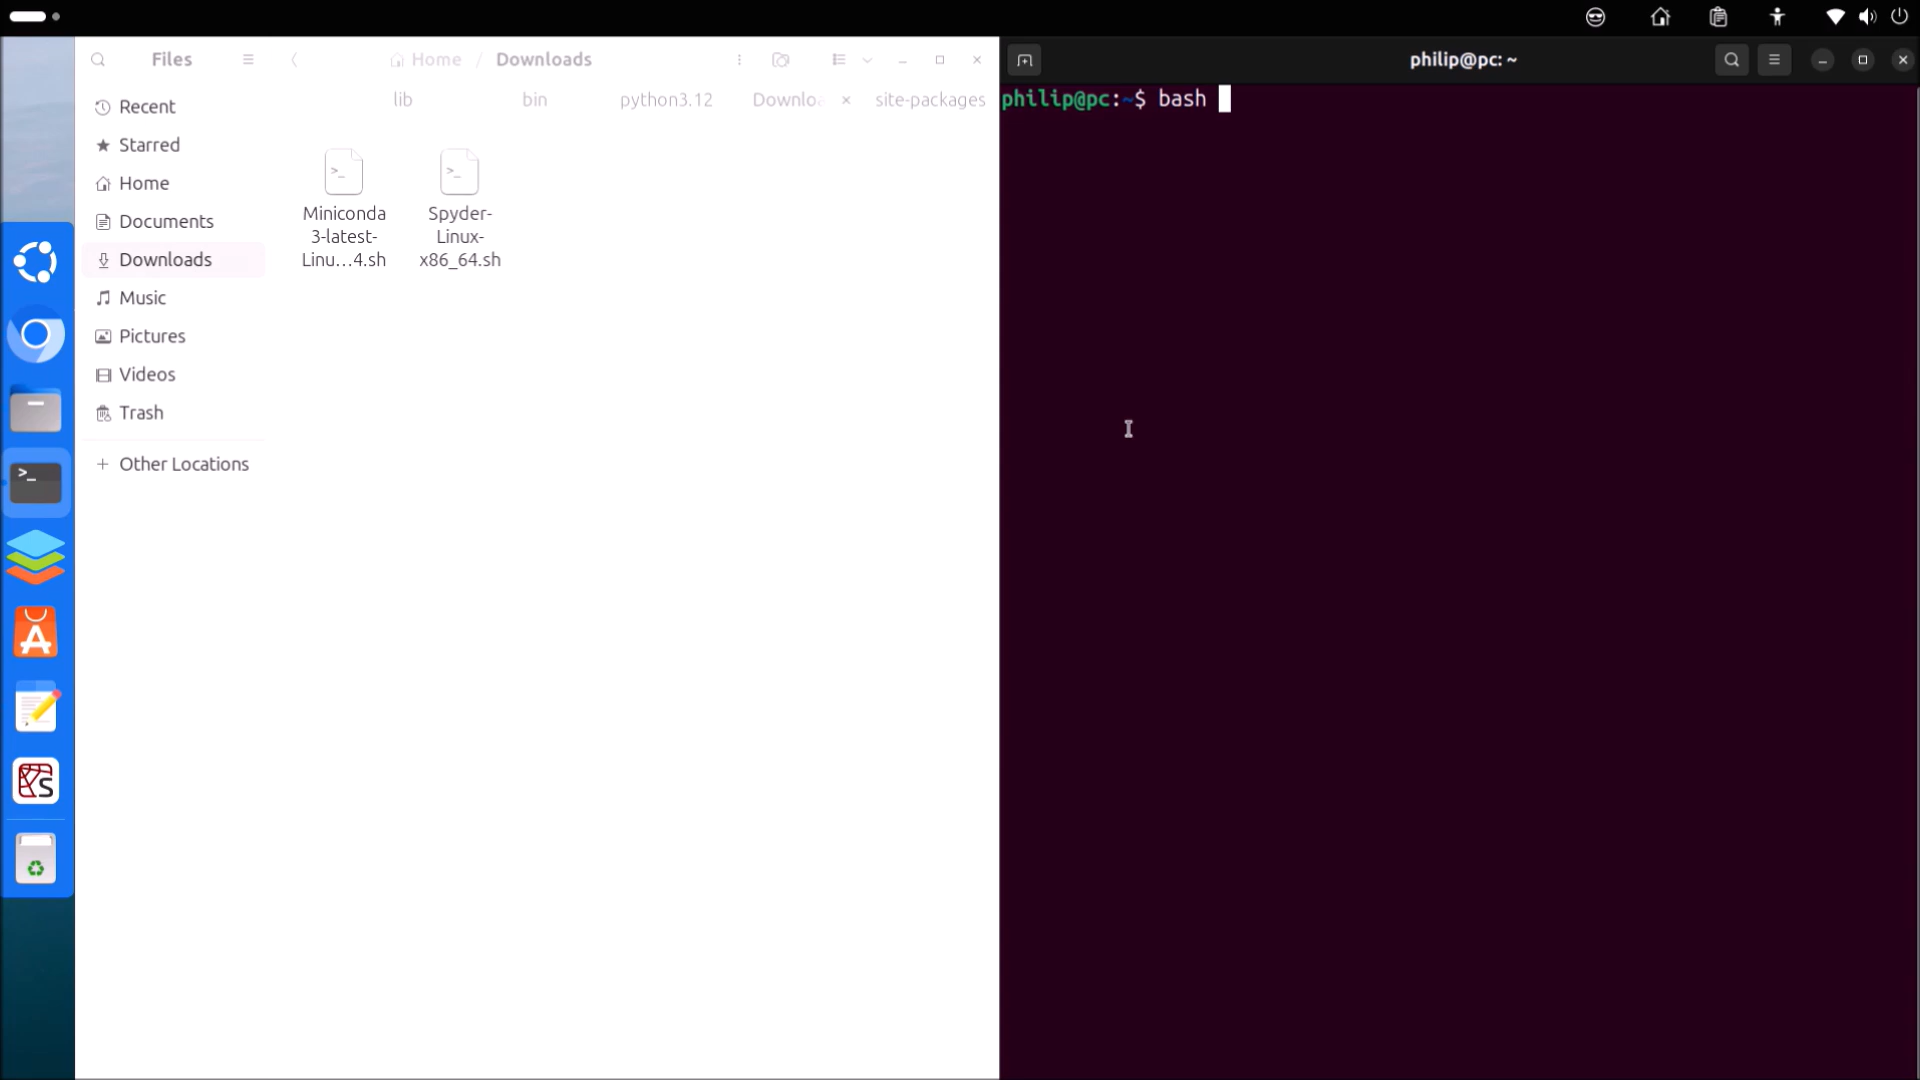 Files
Home / Downloads
philip@pc: ~
lib
bin
python3.12
Downlo
site-packages
Recent
Starred
Home
Documents
Downloads
Music
Pictures
Videos
Trash
+ Other Locations
Miniconda
3-latest-
Linu...4.sh
Spyder-
Linux-
x86_64.sh
philip@pc:~$ bash